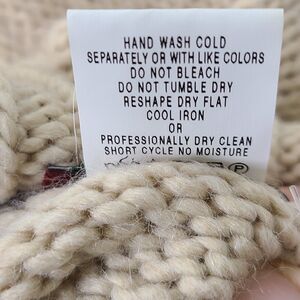 HAND WASH COLD
SEPARATELY OR WITH LIKE COLORS
DO NOT BLEACH
DO NOT TUMBLE DRY
RESHAPE DRY FLAT
COOL IRON
OR
PROFESSIONALLY DRY CLEAN
SHORT CYCLE NO MOISTURE
P